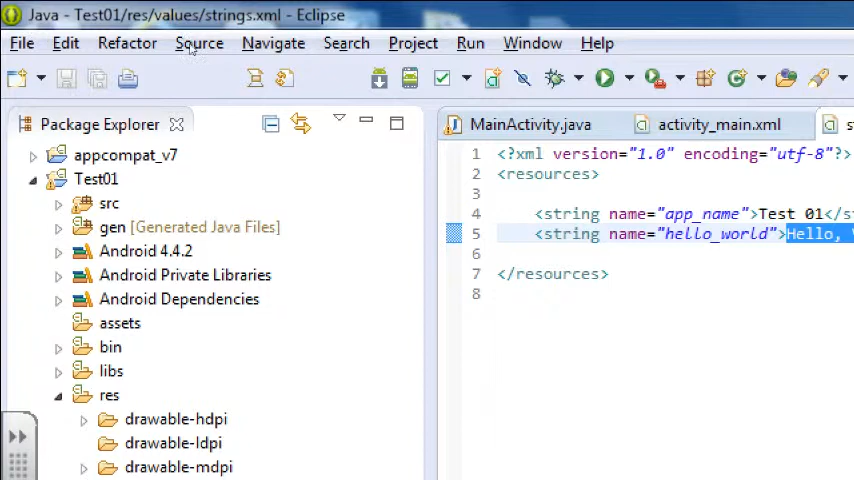 Java - Test01/res/values/strings.xml - Eclipse
File Edit Refactor Source Navigate Search Project Run Window Help
Package Explorer
MainActivity.java
activity_main.xml
appcompat_v7
Test01
src
gen [Generated Java Files]
Android 4.4.2
Android Private Libraries
Android Dependencies
assets
bin
libs
res
drawable-hdpi
drawable-ldpi
drawable-mdpi
1 <?xml version="1.0" encoding="utf-8"?>
2 <resources>
3
4 <string name="app_name">Test 01</s
5 <string name="hello_world">Hello,
6
7 </resources>
8